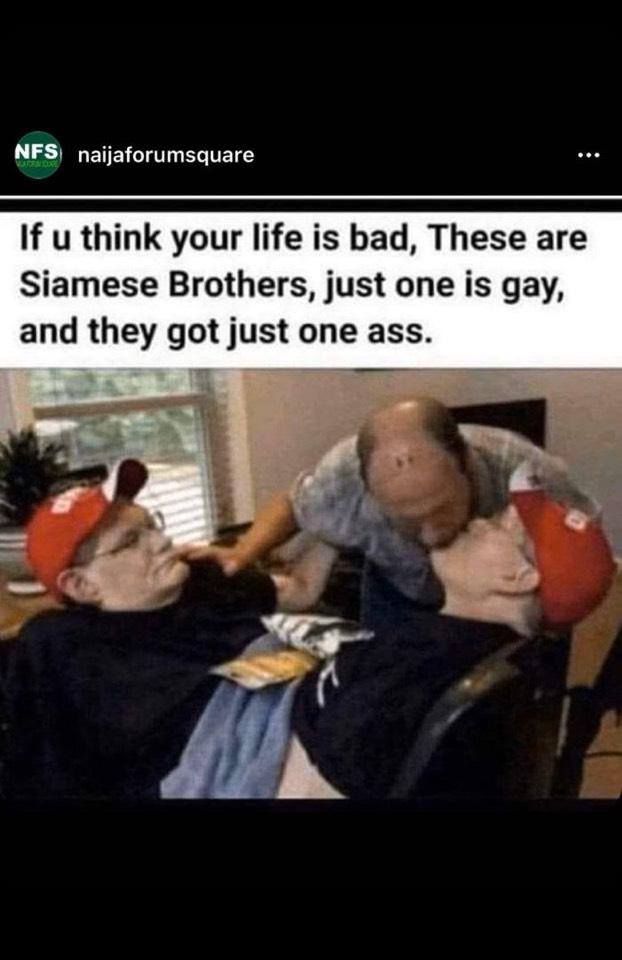 NFS
naijaforumsquare
If u think your life is bad, These are
Siamese Brothers, just one is gay,
and they got just one ass.